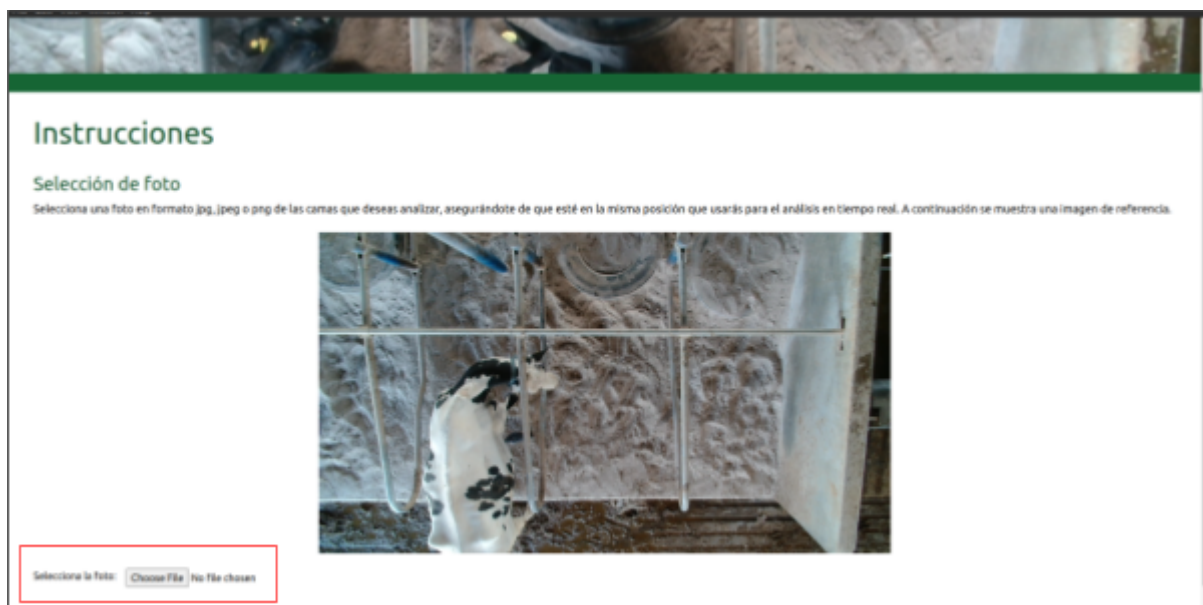 Instrucciones
Selección de foto
Selecciona una foto en formato jpg, jpeg o png de las camas que deseas analizar, asegurándote de que esté en la misma posición que usarás para el análisis en tiempo real. A continuación se muestra una imagen de referencia.
Selecciona la foto: Choose File No file chosen